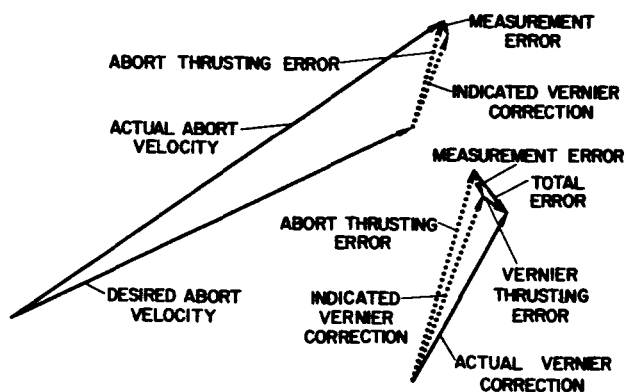 MEASUREMENT
ERROR
ABORT THRUSTING ERROR
INDICATED VERNIER
CORRECTION
ACTUAL ABORT
VELOCITY
MEASUREMENT ERROR
TOTAL
ERROR
ABORT THRUSTING
ERROR
DESIRED ABORT
VELOCITY
INDICATED
VERNIER
CORRECTION
VERNIER
THRUSTING
ERROR
ACTUAL VERNIER
CORRECTION